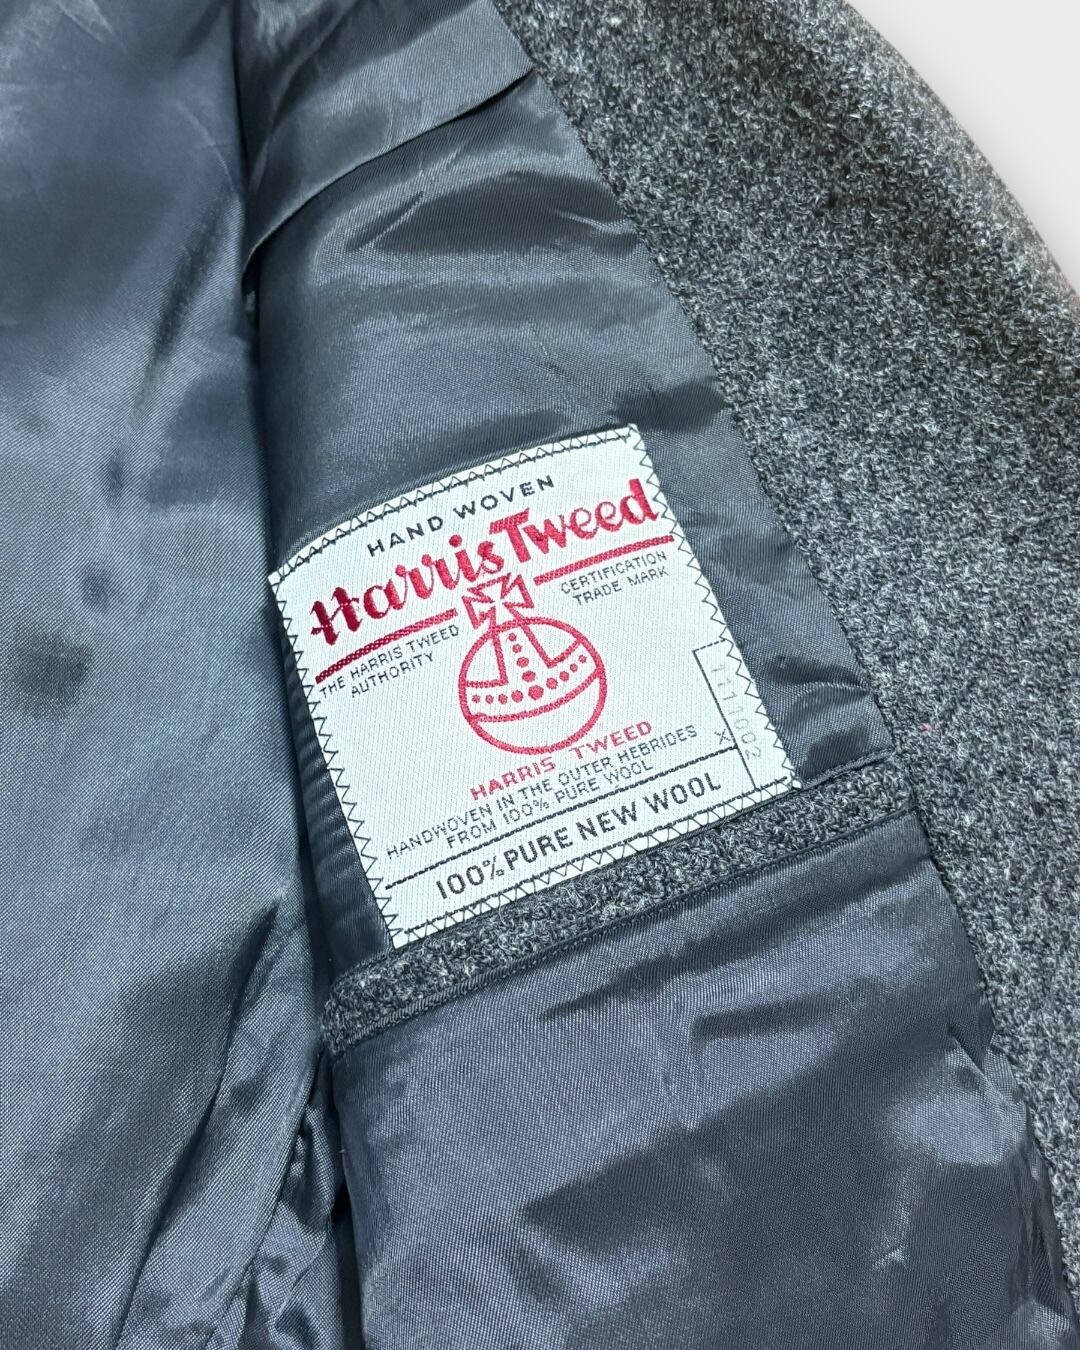 HAND WOVEN
Harris Tweed
THE HARRIS TWEED
AUTHORITY
CERTIFICATION
TRADE MARK
HARRIS TWEED
HANDWOVEN IN THE OUTER HEBRIDES
FROM 100% PURE WOOL
X
100% PURE NEW WOOL